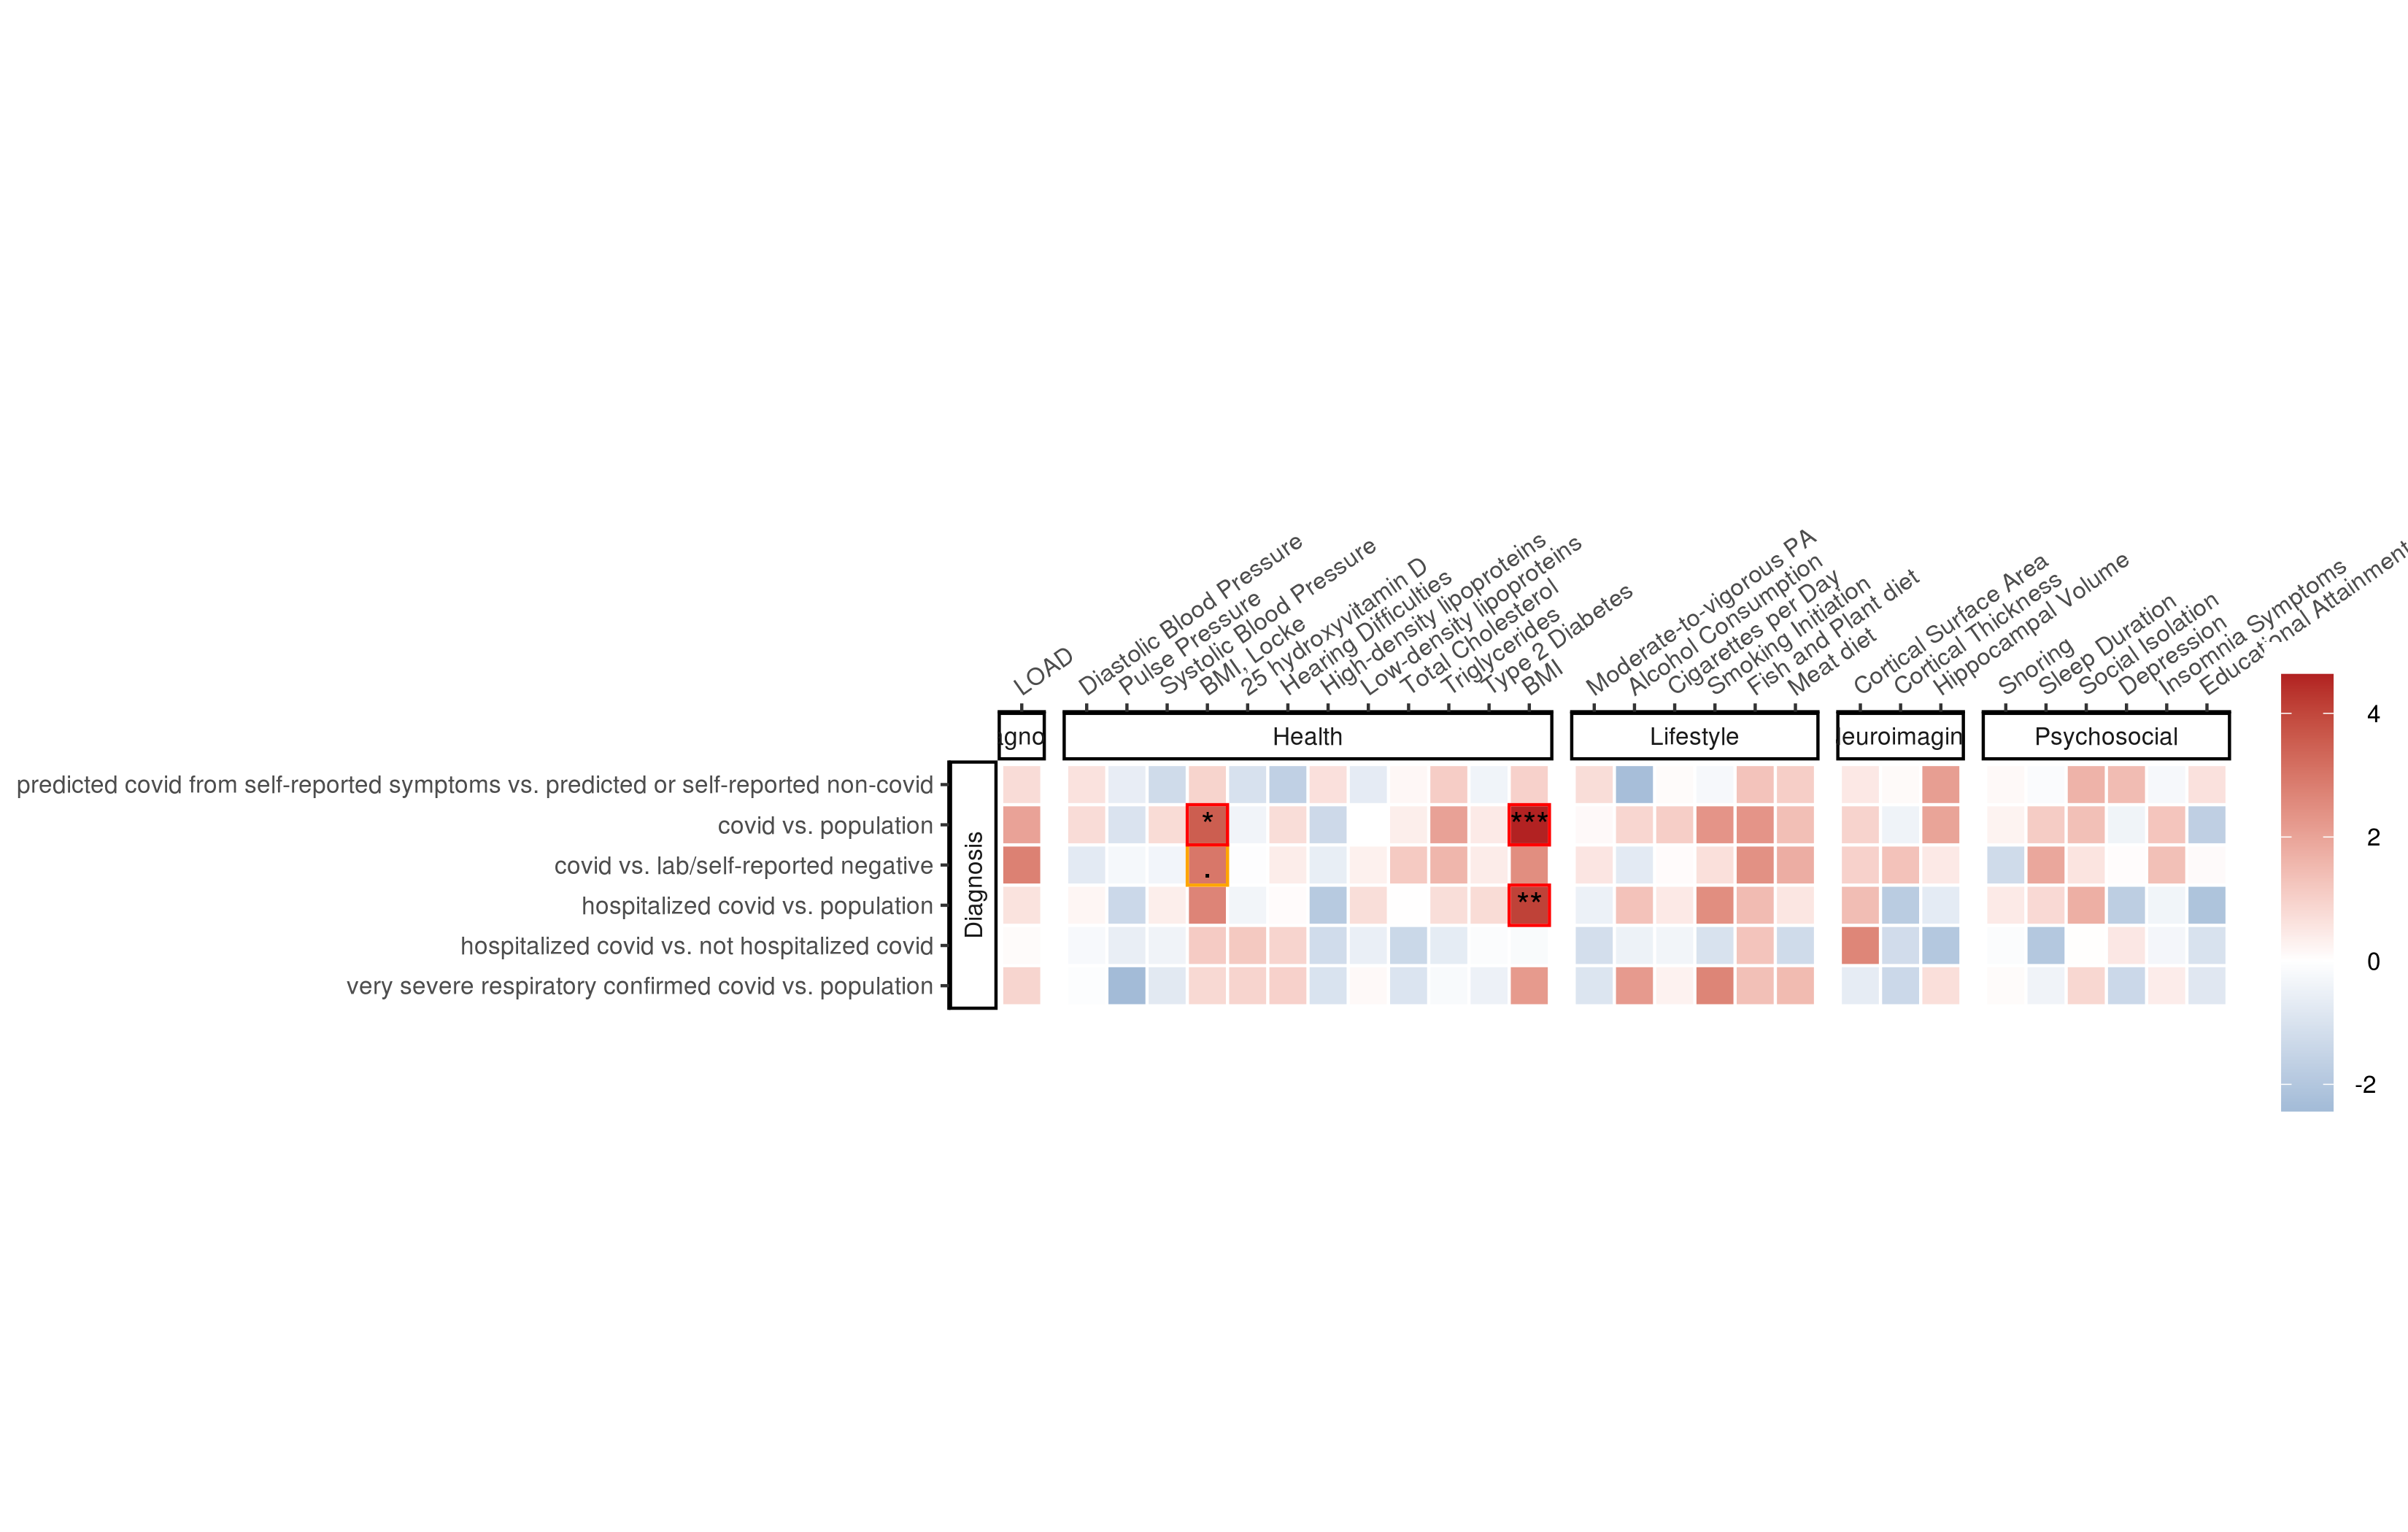 LOAD
Diastolic Blood Pressure
Pulse Pressure
Systolic Blood Pressure
BMI, Locke
25 hydroxyvitamin D
Hearing Difficulties
High-density lipoproteins
Low-density lipoproteins
Total Cholesterol
Triglycerides
Type 2 Diabetes
BMI
Moderate-to-vigorous PA
Alcohol Consumption
Cigarettes per Day
Smoking Initiation
Fish and Plant diet
Meat diet
Cortical Surface Area
Cortical Thickness
Hippocampal Volume
Snoring
Sleep Duration
Social Isolation
Depression
Insomnia Symptoms
Educational Attainment
agno
Health
Lifestyle
euroimagin
Psychosocial
Diagnosis
predicted covid from self-reported symptoms vs. predicted or self-reported non-covid
covid vs. population
* ***
covid vs. lab/self-reported negative
.
hospitalized covid vs. population
**
hospitalized covid vs. not hospitalized covid
very severe respiratory confirmed covid vs. population
4
2
0
-2